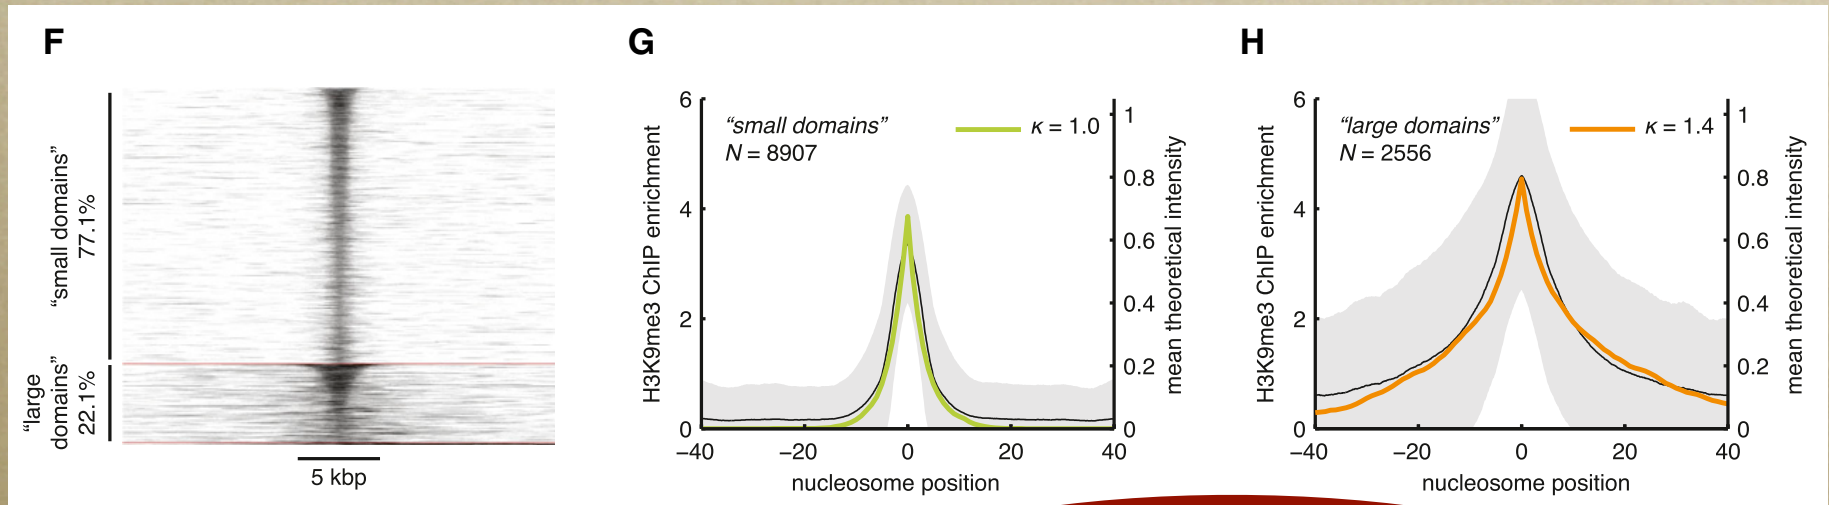 F
"small domains"
77.1%
"large
domains"
22.1%
5 kbp
G
6
4
2
0
H3K9me3 ChIP enrichment
"small domains"
N = 8907
κ = 1.0
1
0.8
0.6
0.4
0.2
0
mean theoretical intensity
−40 −20 0 20 40
nucleosome position
H
6
4
2
0
H3K9me3 ChIP enrichment
"large domains"
N = 2556
κ = 1.4
1
0.8
0.6
0.4
0.2
0
mean theoretical intensity
−40 −20 0 20 40
nucleosome position